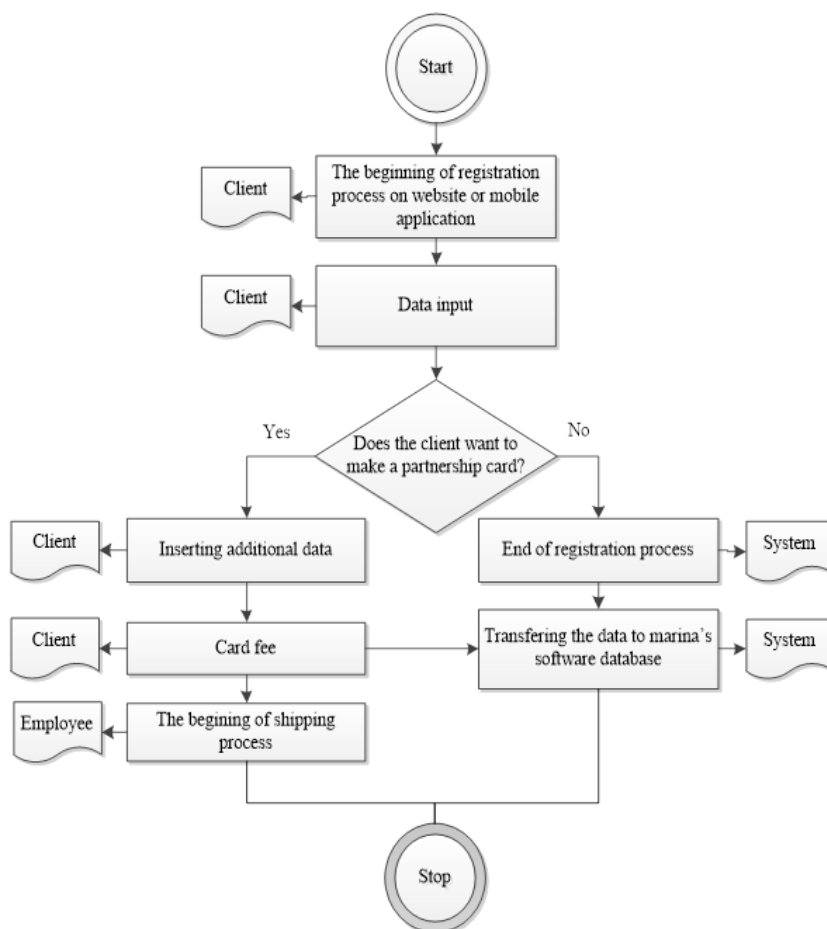 Start
Client
The beginning of registration
process on website or mobile
application
Client
Data input
Yes
No
Does the client want to
make a partnership card?
Client
Inserting additional data
End of registration process
System
Client
Card fee
Transfering the data to marina's
software database
System
Employee
The begining of shipping
process
Stop